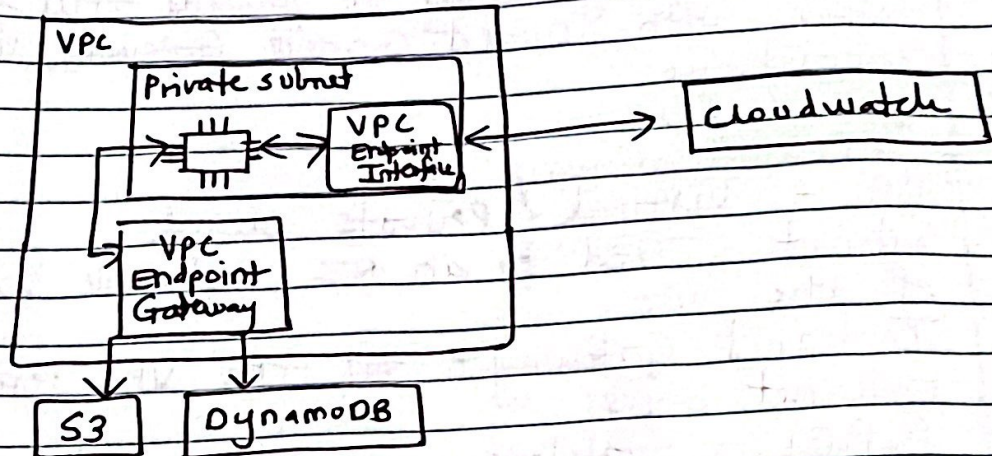 VPC
Private subnet
VPC
Endpoint
Interface
Cloudwatch
VPC
Endpoint
Gateway
S3
DynamoDB